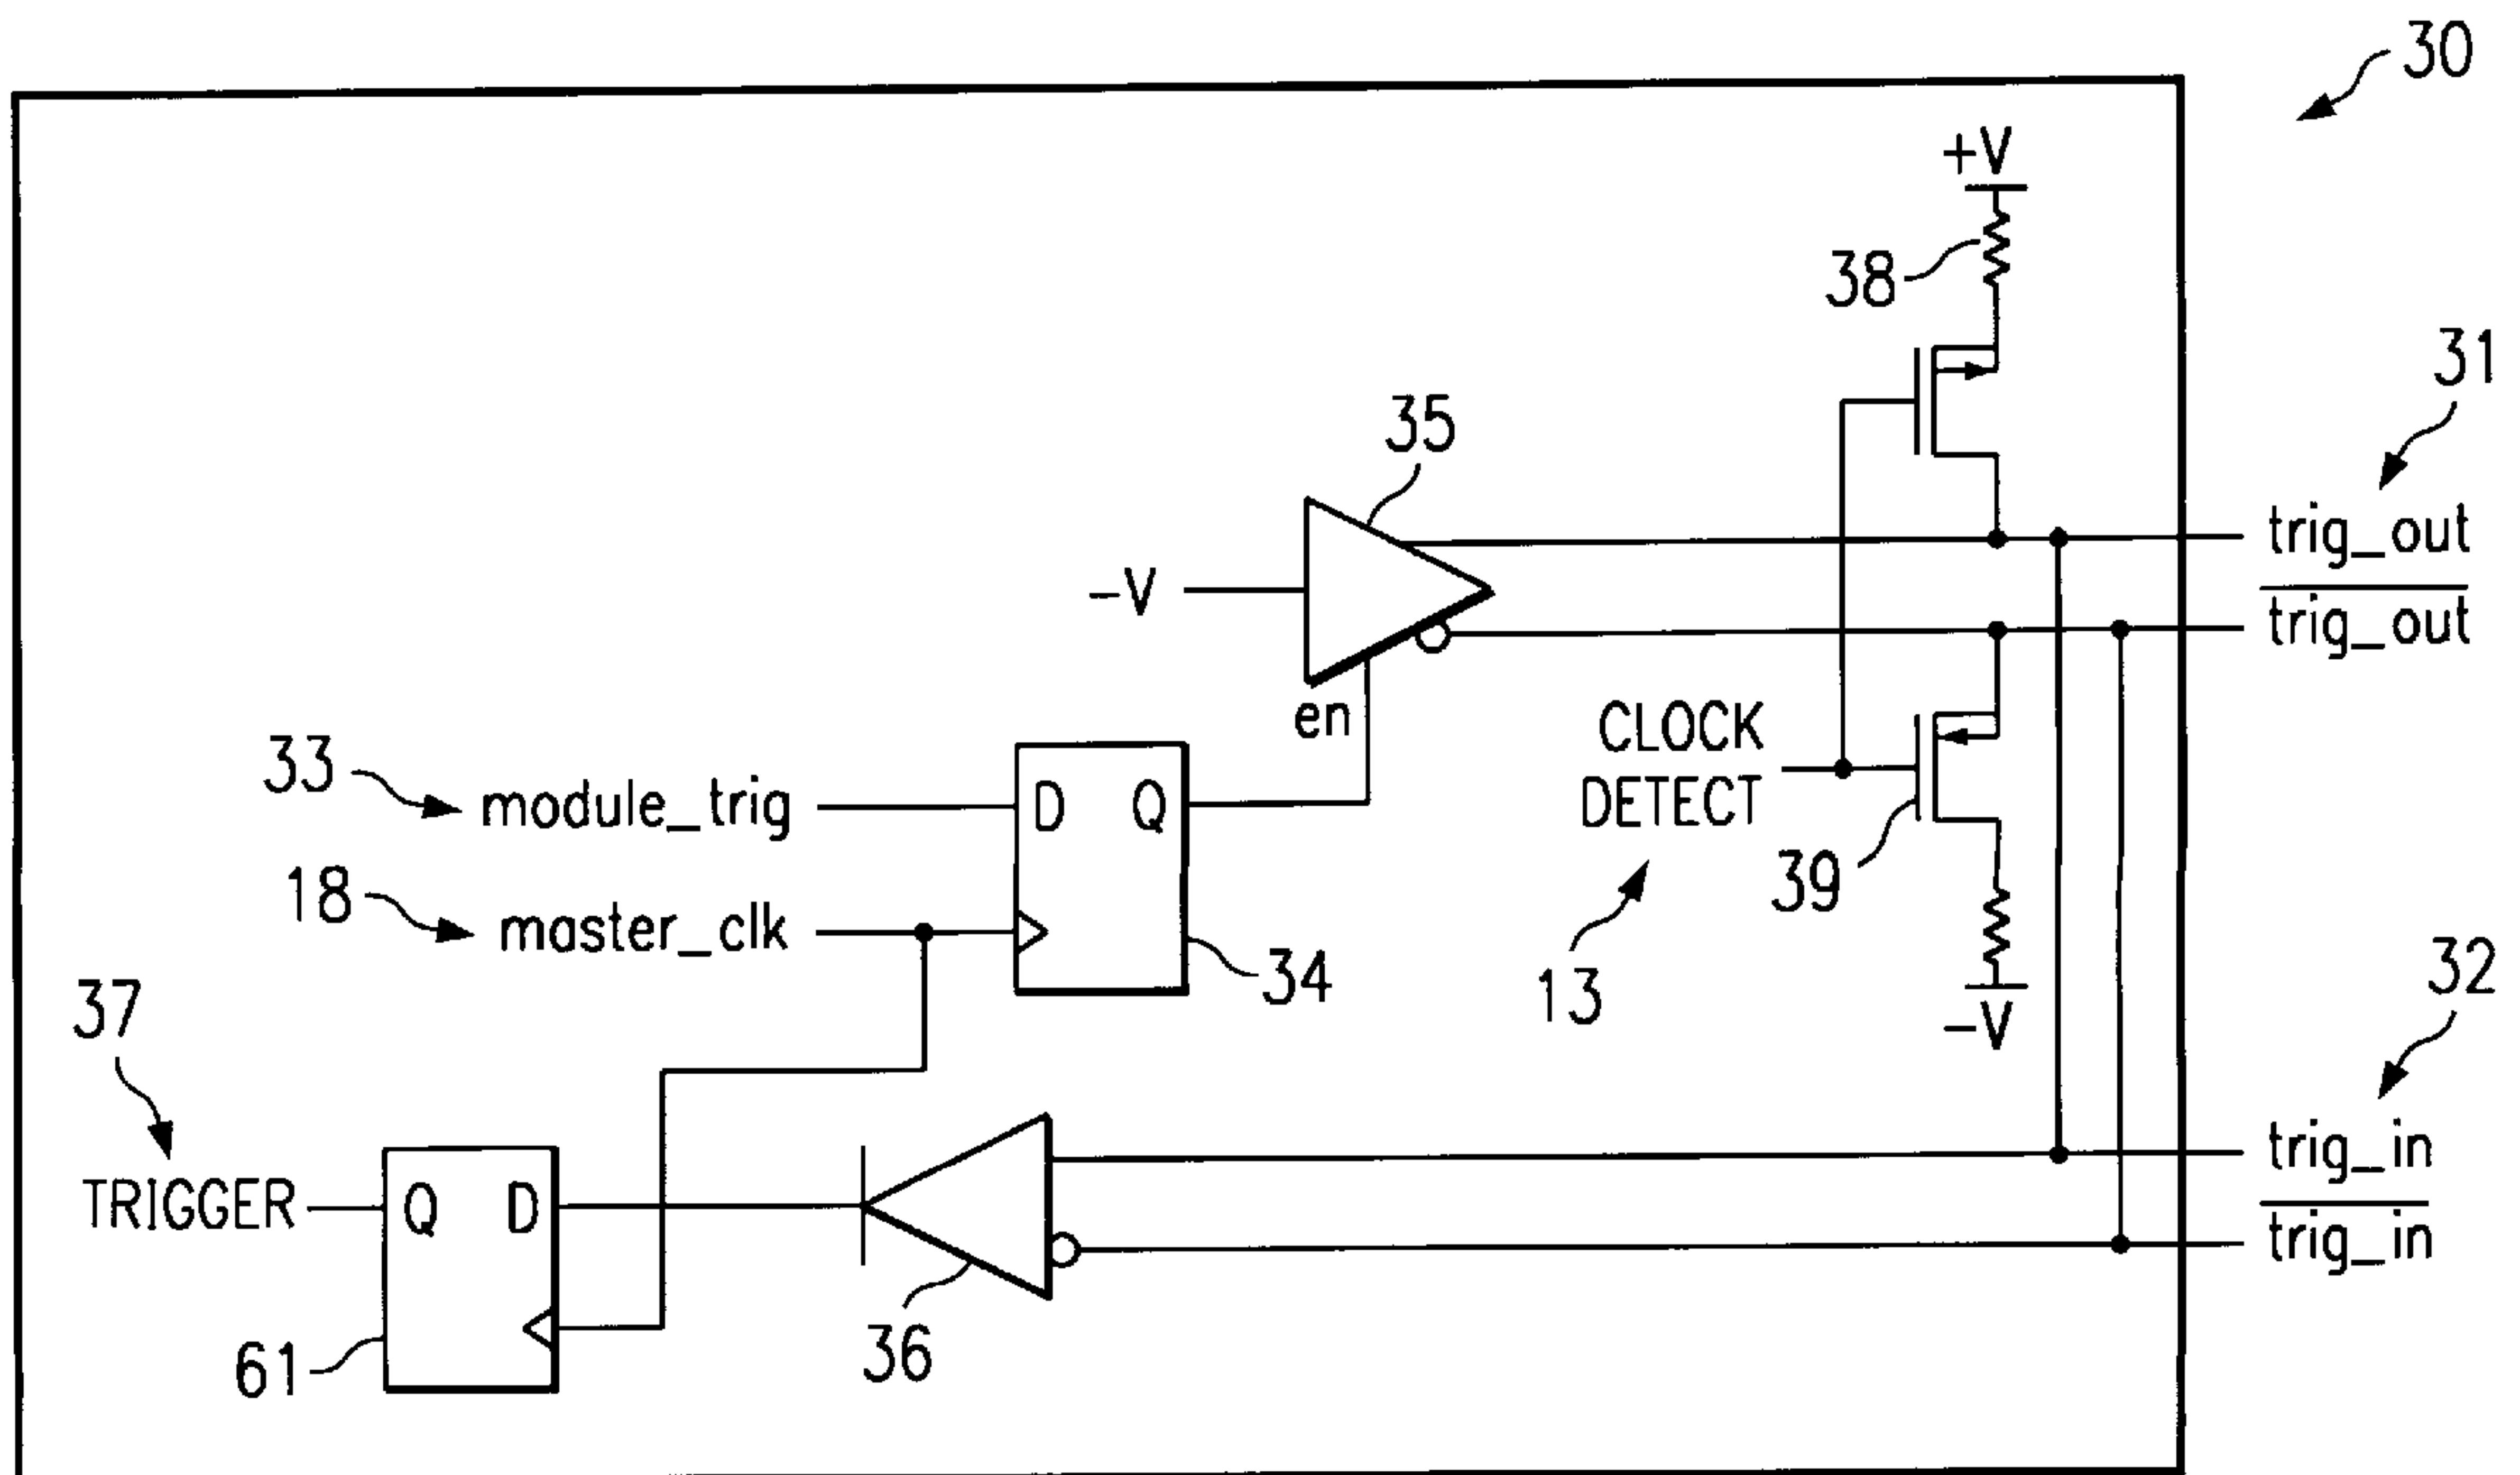 30
+V
38
31
35
trig_out
-V
trig_out
en
CLOCK
DETECT
33
module_trig
D Q
39
18
master_clk
34
13
32
37
-V
trig_in
TRIGGER
Q D
trig_in
36
61